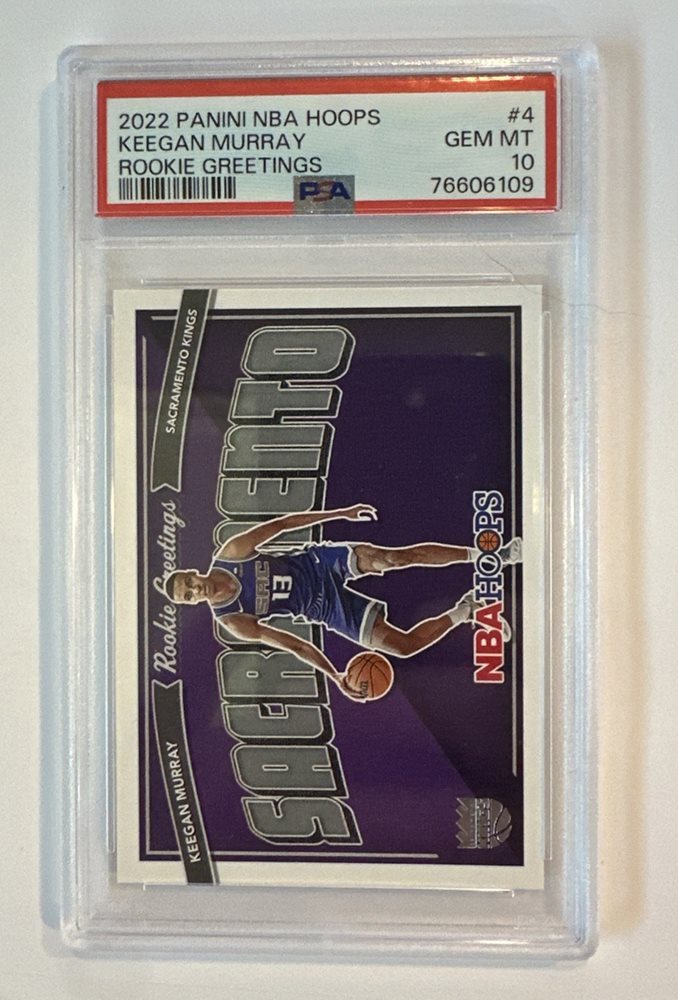 2022 PANINI NBA HOOPS #4
KEEGAN MURRAY GEM MT
ROOKIE GREETINGS 10
PSA 76606109
KEEGAN MURRAY Rookie Greetings SACRAMENTO KINGS
SACRAMENTO
SAC
13
NBA HOOPS
KINGS